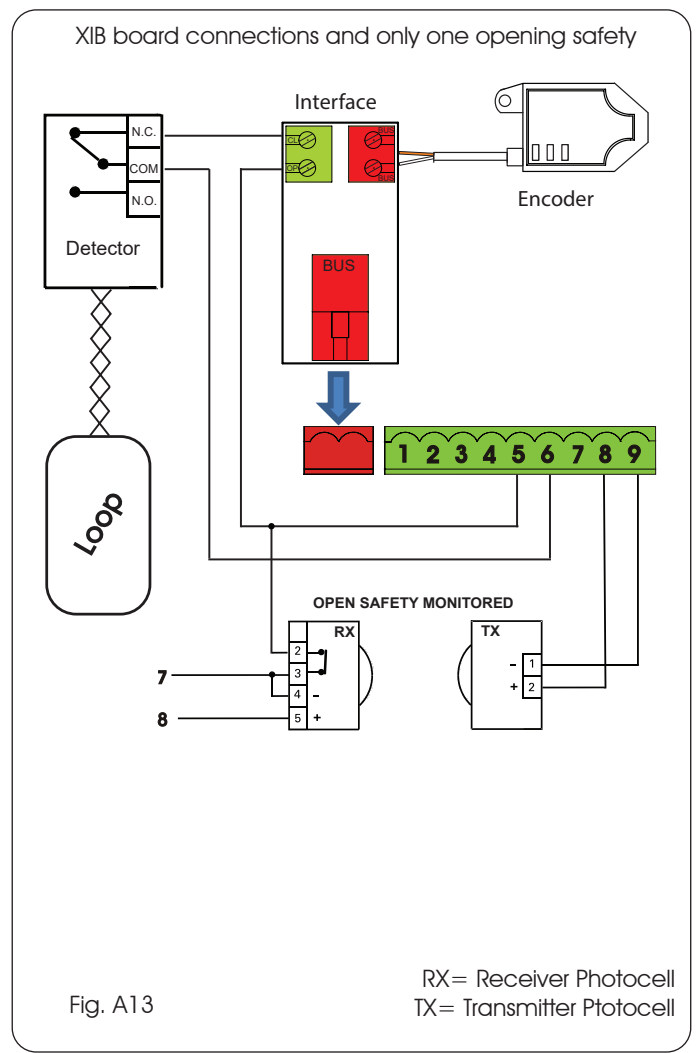 XIB board connections and only one opening safety
Interface
N.C.
COM
N.O.
Detector
CL
OP
BUS
BUS
Encoder
BUS
Loop
1 2 3 4 5 6 7 8 9
OPEN SAFETY MONITORED
RX
2
3
4 -
5 +
7
8
TX
- 1
+ 2
RX= Receiver Photocell
TX= Transmitter Ptotocell
Fig. A13